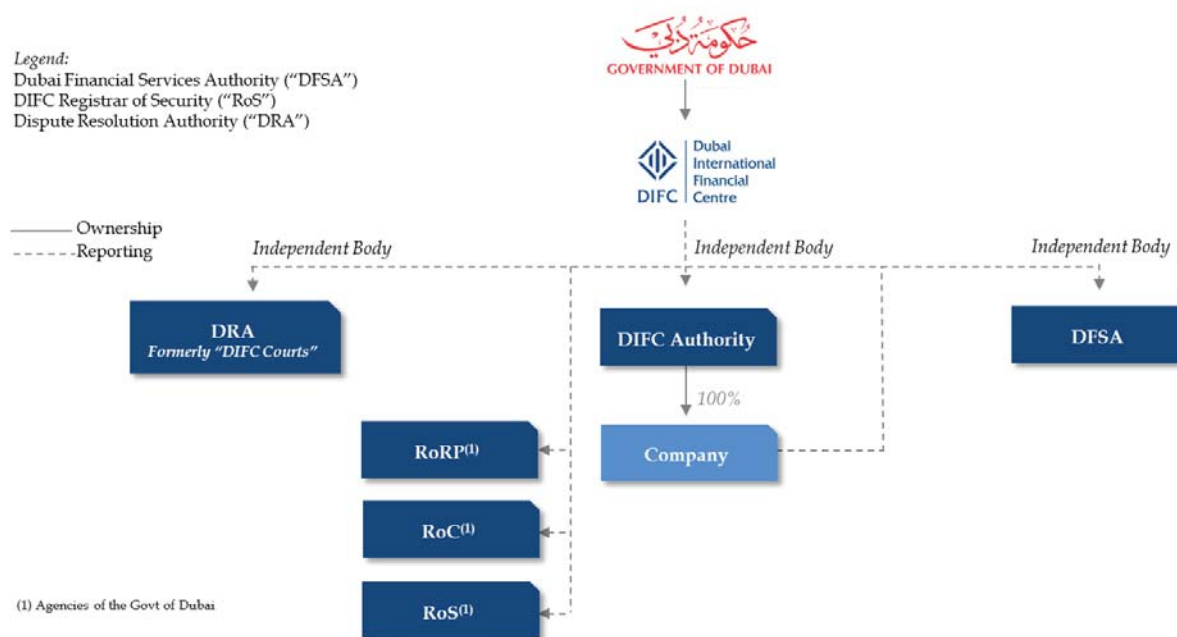 حكومة دبي
GOVERNMENT OF DUBAI
Legend:
Dubai Financial Services Authority (“DFSA”)
DIFC Registrar of Security (“RoS”)
Dispute Resolution Authority (“DRA”)
DIFC
Dubai
International
Financial
Centre
Ownership
Reporting
Independent Body
Independent Body
Independent Body
DRA
Formerly “DIFC Courts”
DIFC Authority
DFSA
100%
RoRP(1)
Company
RoC(1)
RoS(1)
(1) Agencies of the Govt of Dubai